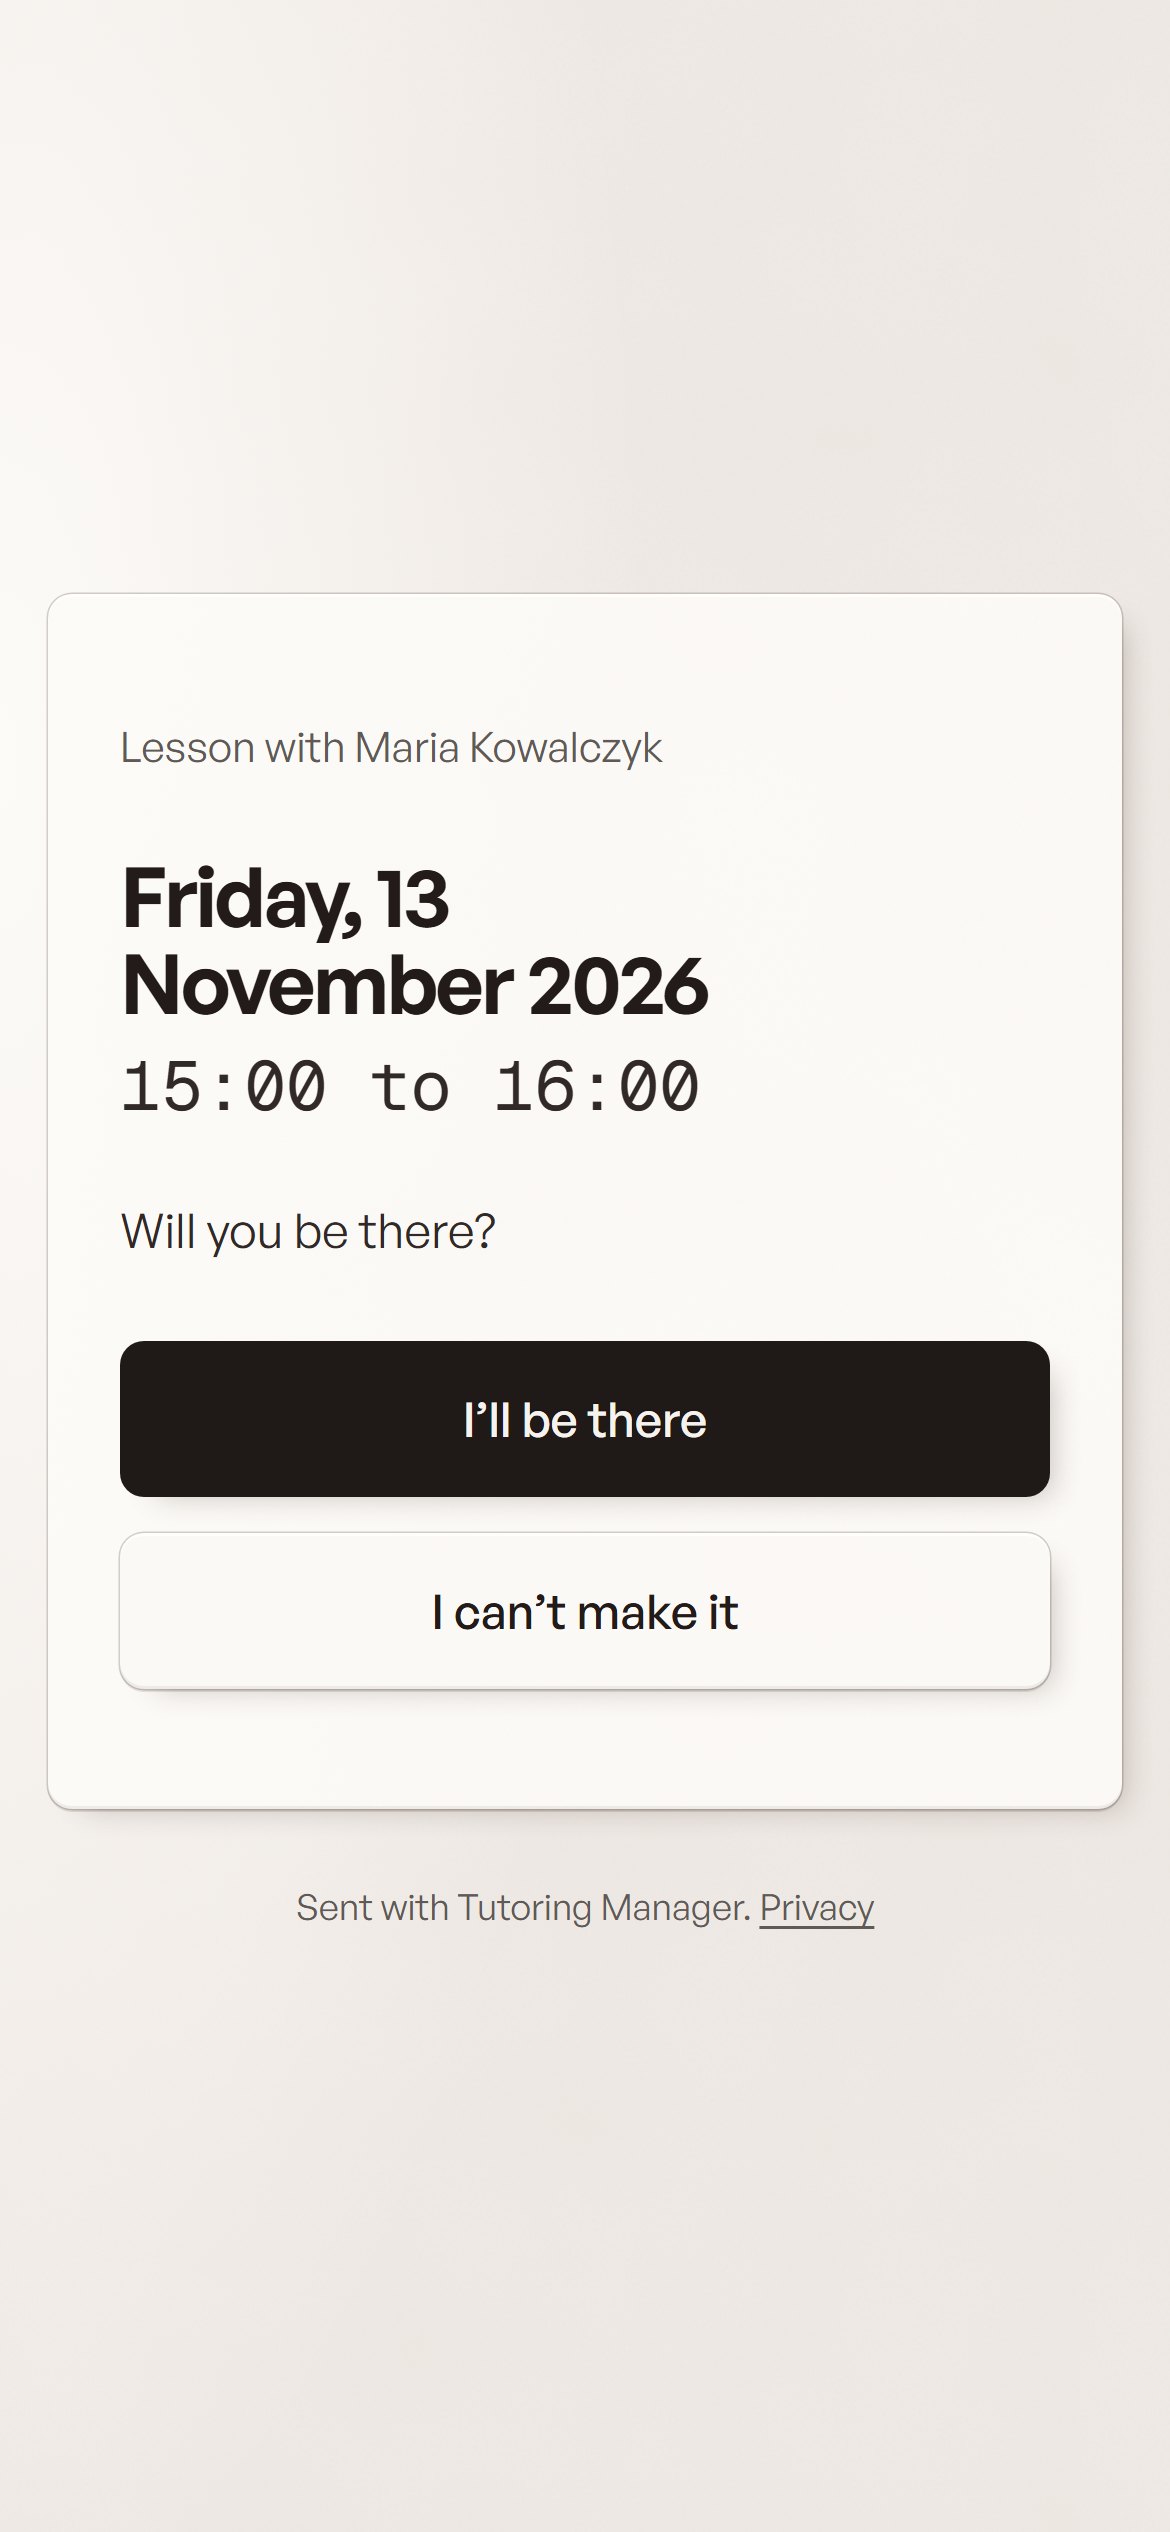 Lesson with Maria Kowalczyk
Friday, 13
November 2026
15:00 to 16:00
Will you be there?
I’ll be there
I can’t make it
Sent with Tutoring Manager. Privacy